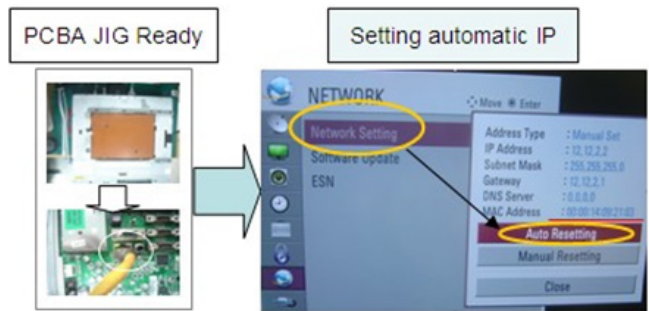 PCBA JIG Ready
Setting automatic IP
NETWORK
Move Enter
Network Setting
Software Update
ESN
Address Type : Manual Set
IP Address : 12.12.2.2
Subnet Mask : 255.255.255.0
Gateway : 12.12.2.1
DNS Server : 0.0.0.0
MAC Address : 00:00:14:09:21:03
Auto Resetting
Manual Resetting
Close